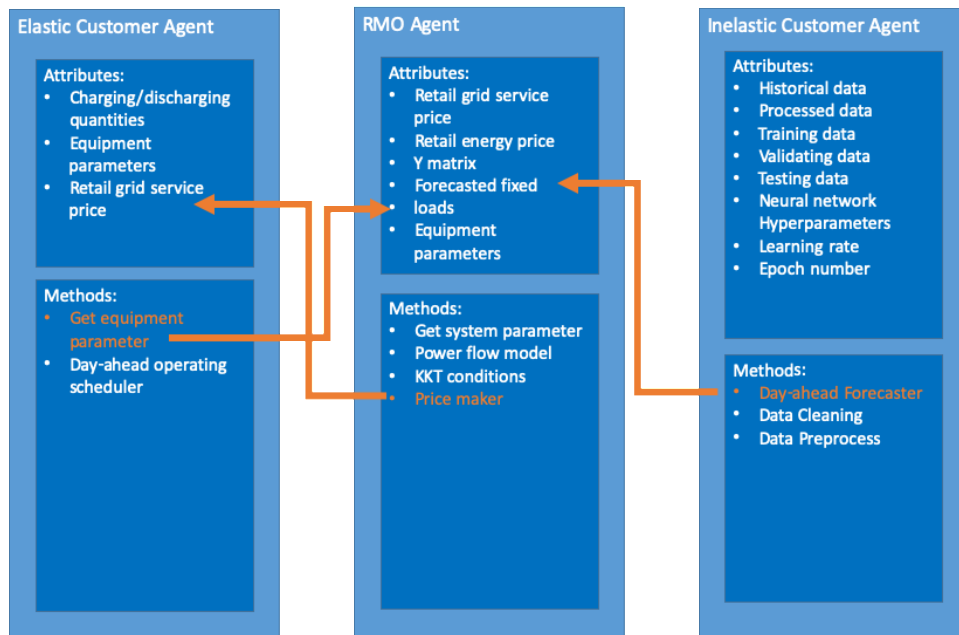 Elastic Customer Agent
Attributes:
• Charging/discharging
quantities
• Equipment
parameters
• Retail grid service
price
Methods:
• Get equipment
parameter
• Day-ahead operating
scheduler
RMO Agent
Attributes:
• Retail grid service
price
• Retail energy price
• Y matrix
• Forecasted fixed
• loads
• Equipment
parameters
Methods:
• Get system parameter
• Power flow model
• KKT conditions
• Price maker
Inelastic Customer Agent
Attributes:
• Historical data
• Processed data
• Training data
• Validating data
• Testing data
• Neural network
Hyperparameters
• Learning rate
• Epoch number
Methods:
• Day-ahead Forecaster
• Data Cleaning
• Data Preprocess